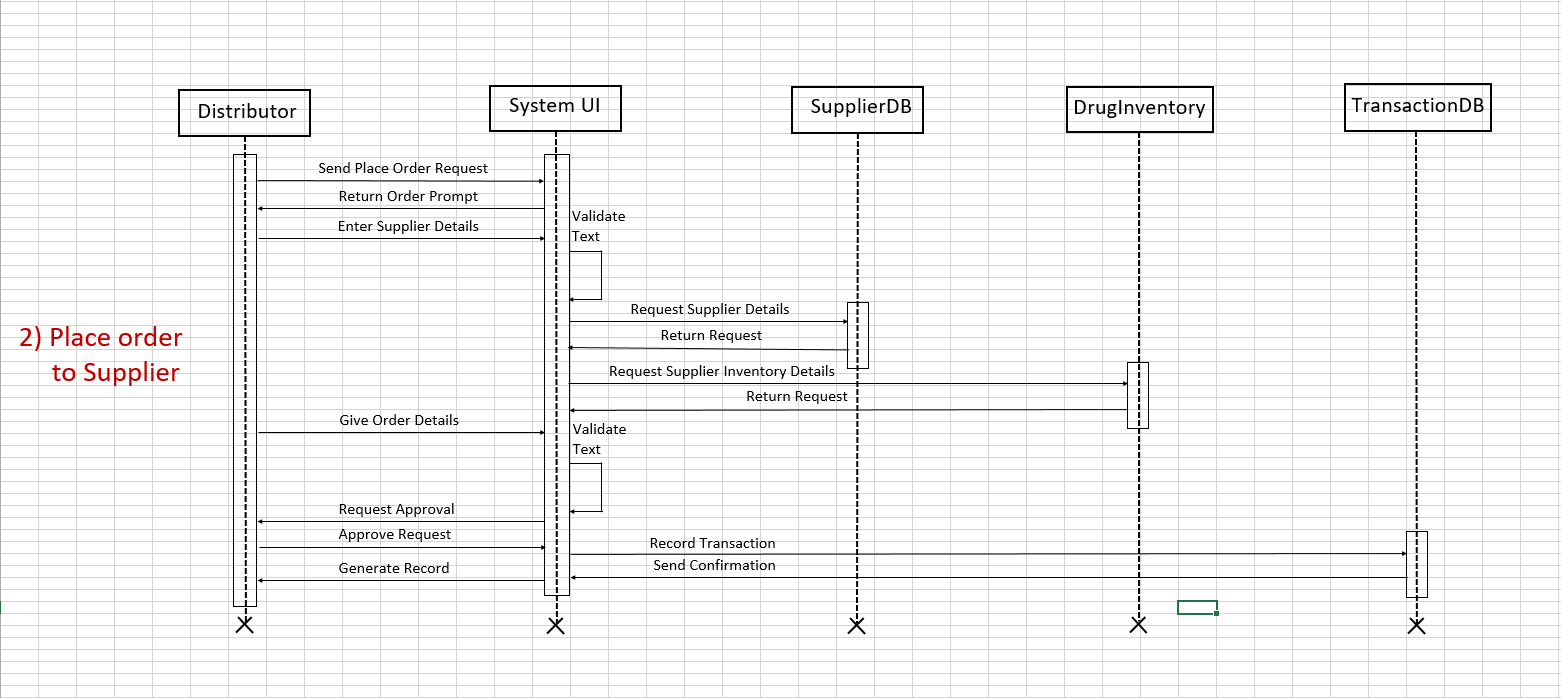 Distributor
System UI
SupplierDB
DrugInventory
TransactionDB
Send Place Order Request
Return Order Prompt
Enter Supplier Details
Validate
Text
Request Supplier Details
Return Request
2) Place order
to Supplier
Request Supplier Inventory Details
Return Request
Give Order Details
Validate
Text
Request Approval
Approve Request
Record Transaction
Send Confirmation
Generate Record